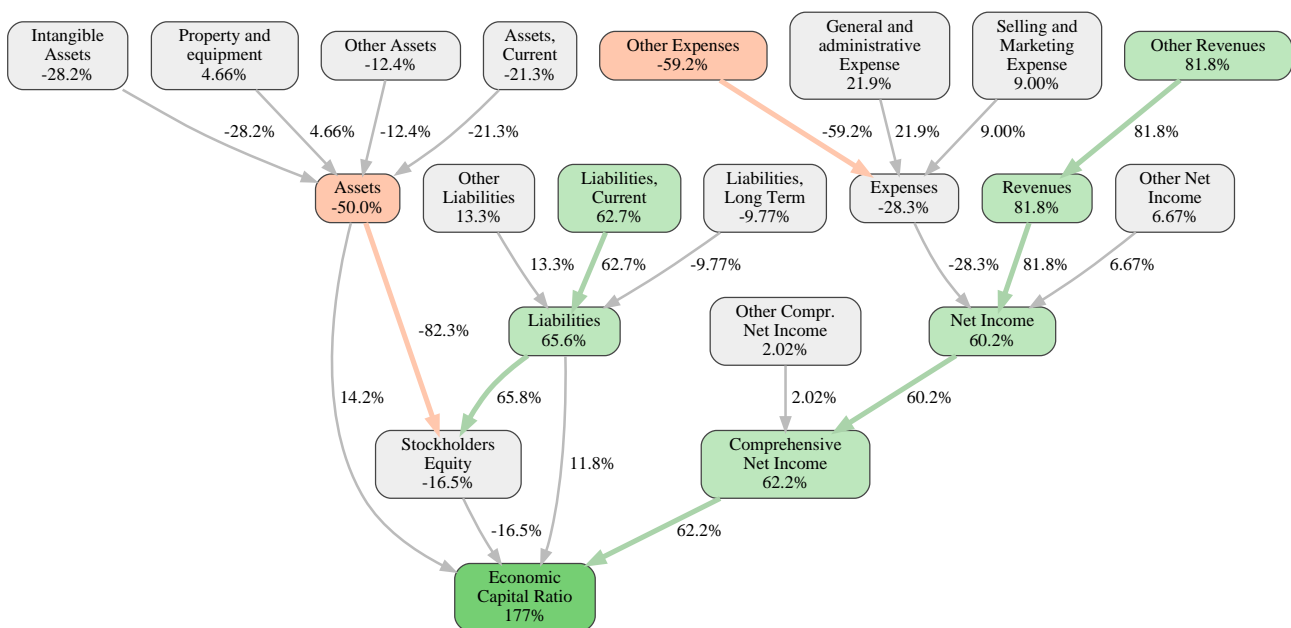 Intangible
Assets
-28.2%
Property and
equipment
4.66%
Other Assets
-12.4%
Assets,
Current
-21.3%
Other Expenses
-59.2%
General and
administrative
Expense
21.9%
Selling and
Marketing
Expense
9.00%
Other Revenues
81.8%
-28.2%
4.66%
-12.4%
-21.3%
-59.2%
21.9%
9.00%
81.8%
Assets
-50.0%
Other
Liabilities
13.3%
Liabilities,
Current
62.7%
Liabilities,
Long Term
-9.77%
Expenses
-28.3%
Revenues
81.8%
Other Net
Income
6.67%
13.3%
62.7%
-9.77%
-28.3%
81.8%
6.67%
-82.3%
Liabilities
65.6%
Other Compr.
Net Income
2.02%
Net Income
60.2%
14.2%
65.8%
2.02%
60.2%
Stockholders
Equity
-16.5%
11.8%
Comprehensive
Net Income
62.2%
-16.5%
62.2%
Economic
Capital Ratio
177%